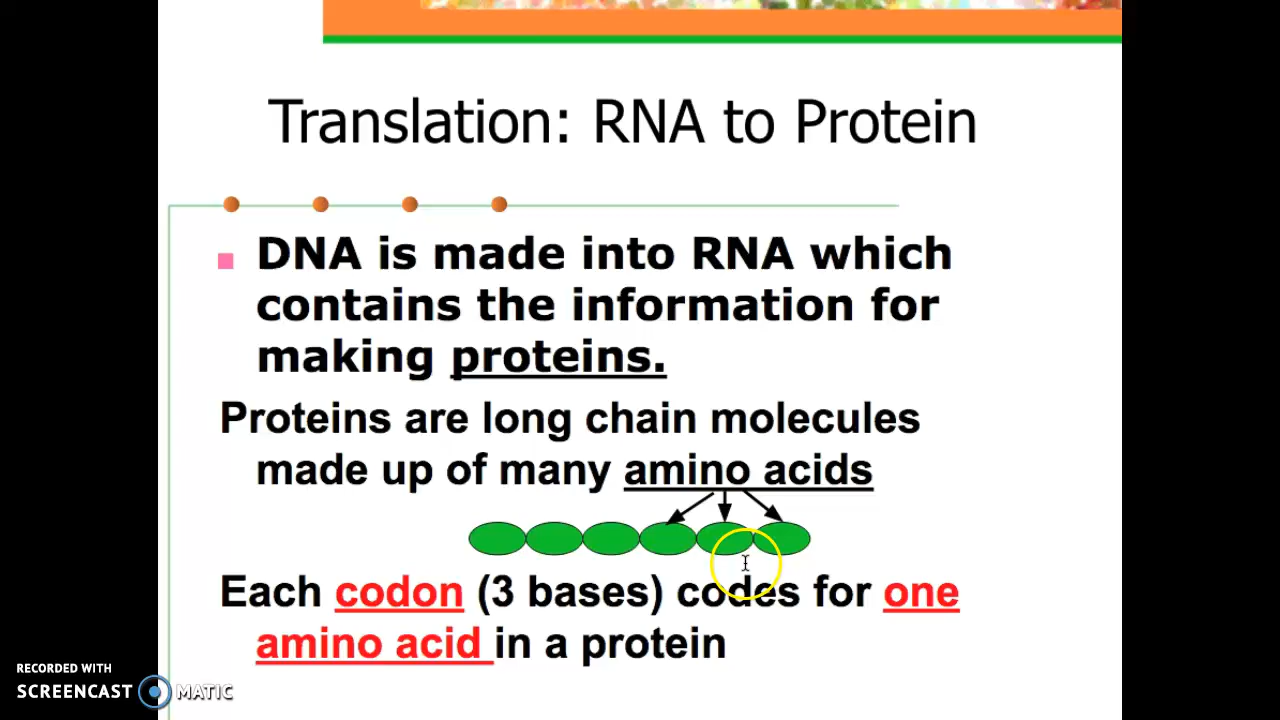 Translation: RNA to Protein
DNA is made into RNA which
contains the information for
making proteins.
Proteins are long chain molecules
made up of many amino acids
Each codon (3 bases) codes for one
amino acid in a protein
RECORDED WITH
SCREENCAST MATIC